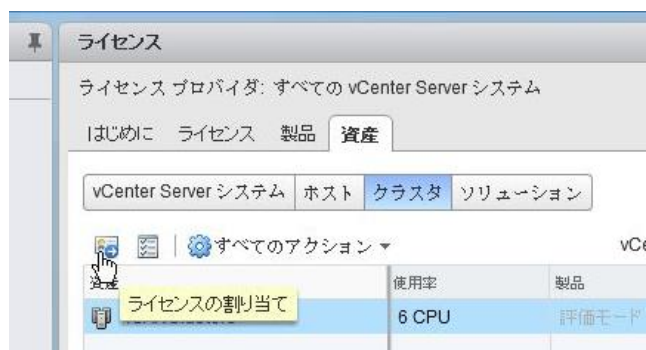 ライセンス
ライセンス プロバイダ: すべての vCenter Server システム
はじめに ライセンス 製品 資産
vCenter Server システム ホスト クラスタ ソリューション
すべてのアクション vCe
資産 使用率 製品
ライセンスの割り当て
6 CPU 評価モード